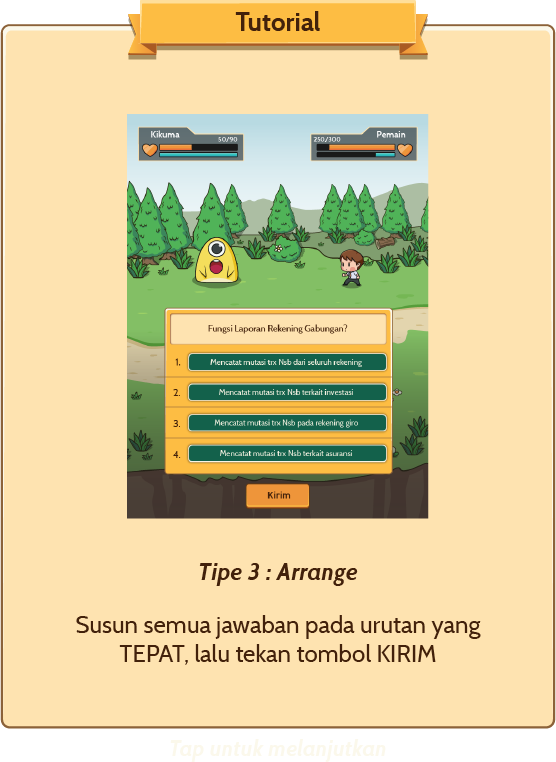 Tutorial
Kikuma
50/90
250/300
Pemain
Fungsi Laporan Rekening Gabungan?
1. Mencatat mutasi trx Nsb dari seluruh rekening
2. Mencatat mutasi trx Nsb terkait investasi
3. Mencatat mutasi trx Nsb pada rekening giro
4. Mencatat mutasi trx Nsb terkait asuransi
Kirim
Tipe 3 : Arrange
Susun semua jawaban pada urutan yang
TEPAT, lalu tekan tombol KIRIM
Tap untuk melanjutkan